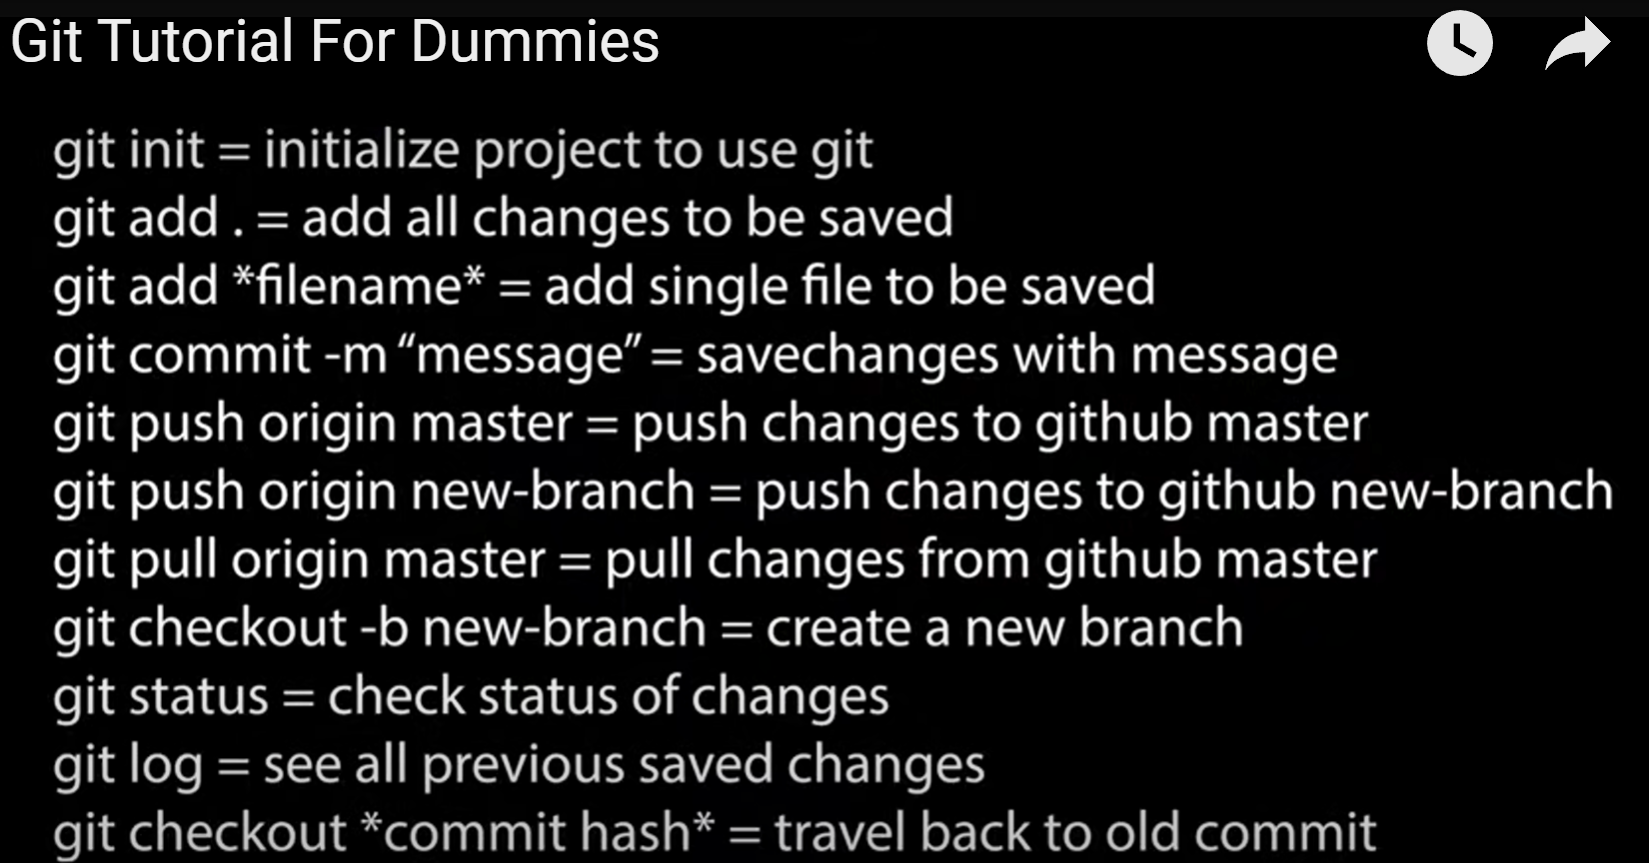 Git Tutorial For Dummies
git init = initialize project to use git
git add . = add all changes to be saved
git add *filename* = add single file to be saved
git commit -m “message” = savechanges with message
git push origin master = push changes to github master
git push origin new-branch = push changes to github new-branch
git pull origin master = pull changes from github master
git checkout -b new-branch = create a new branch
git status = check status of changes
git log = see all previous saved changes
git checkout *commit hash* = travel back to old commit